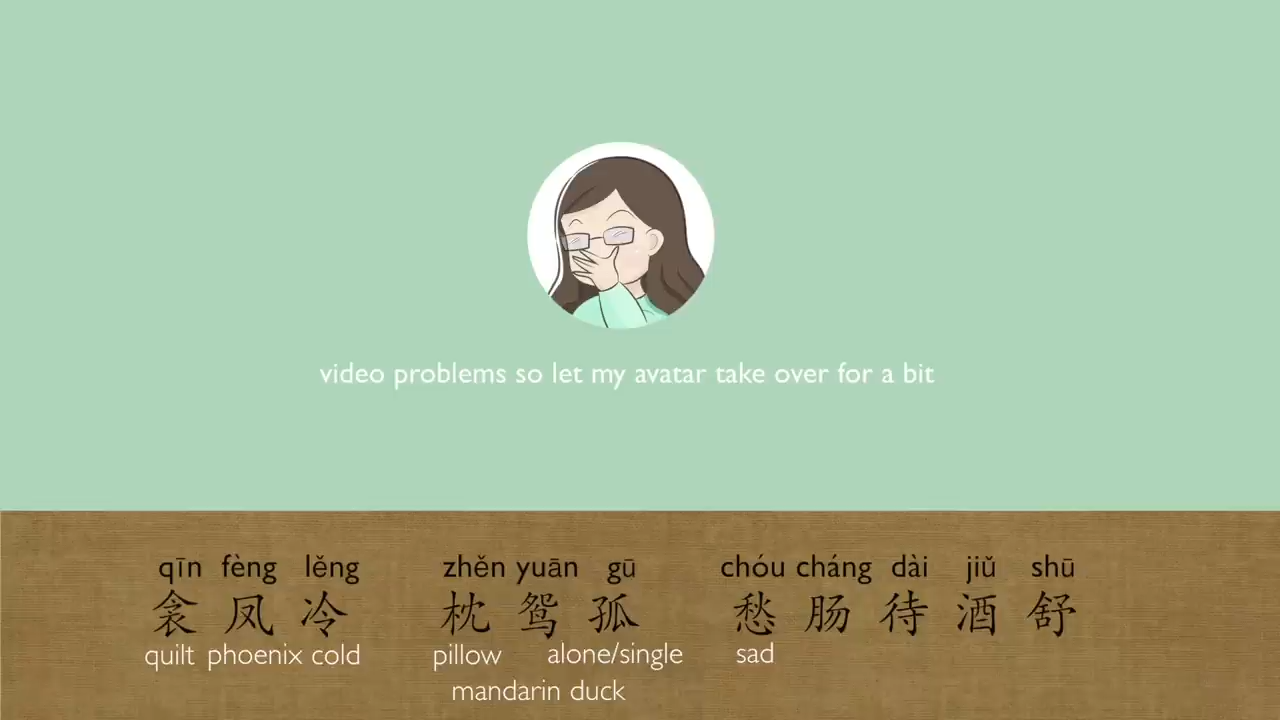 video problems so let my avatar take over for a bit
qīn fèng lěng zhěn yuān gū chóu cháng dài jiǔ shū
衾凤冷 枕鸳孤 愁肠待酒舒
quilt phoenix cold pillow alone/single sad
mandarin duck